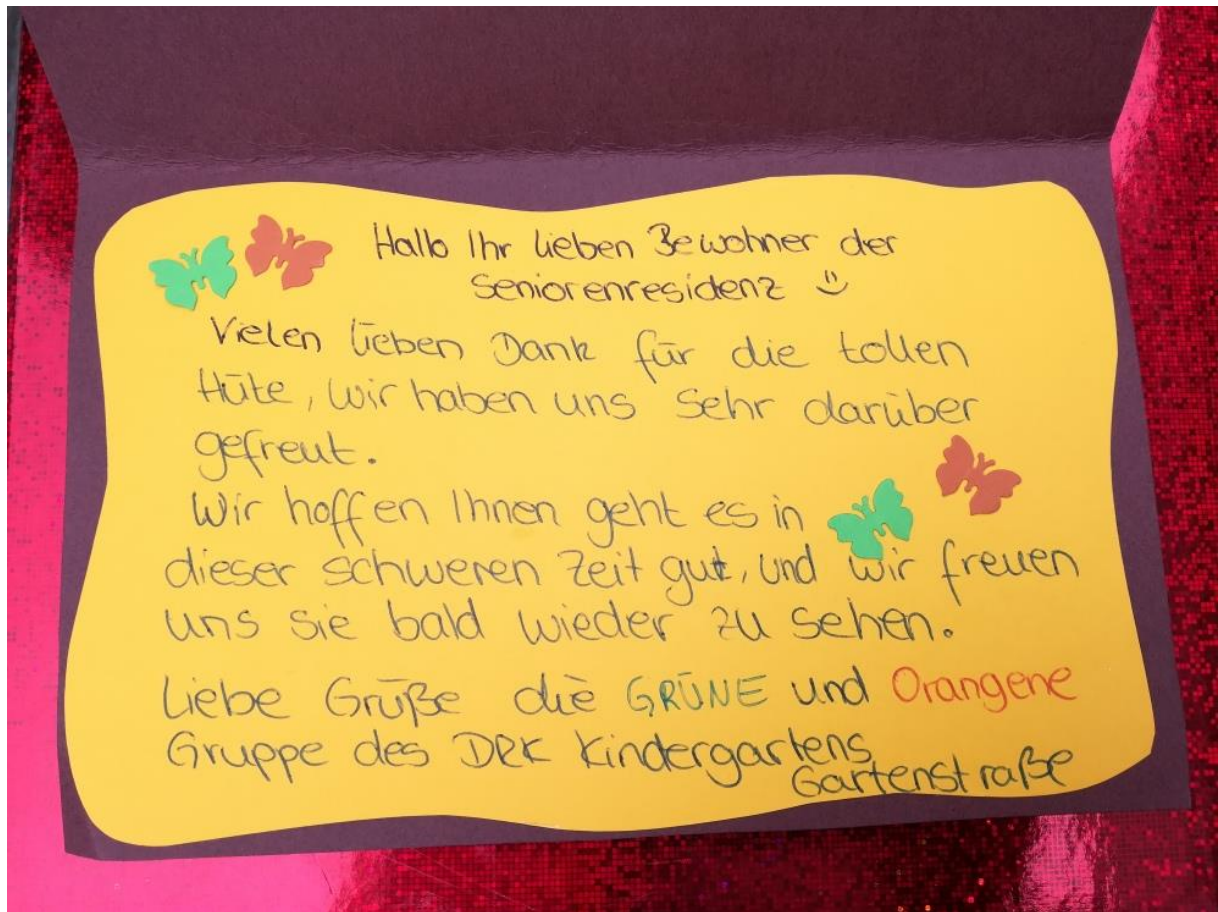 Hallo Ihr lieben Bewohner der
Seniorenresidenz
Vielen lieben Dank für die tollen
Hüte, wir haben uns sehr darüber
gefreut.
Wir hoffen Ihnen geht es in
dieser schweren Zeit gut, und wir freuen
uns sie bald wieder zu sehen.
Liebe Grüße die GRÜNE und Orangene
Gruppe des DRK Kindergartens
Gartenstraße